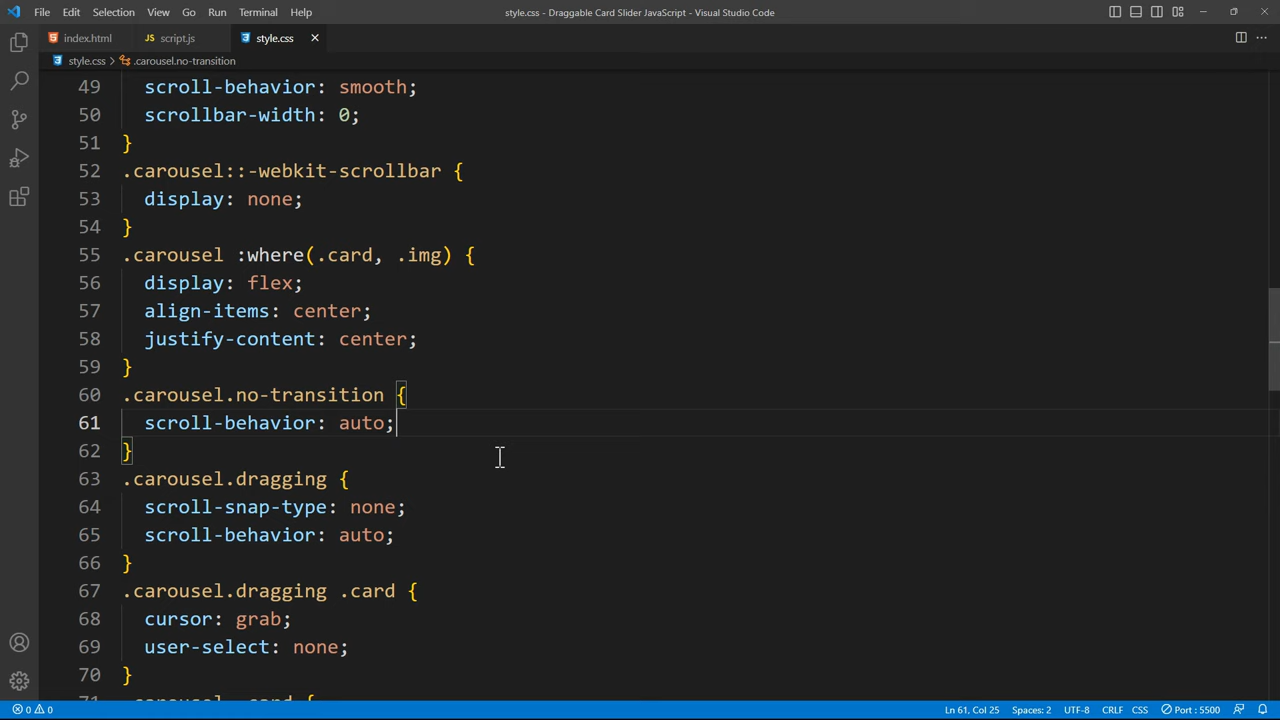 File Edit Selection View Go Run Terminal Help style.css - Draggable Card Slider JavaScript - Visual Studio Code
index.html JS script.js style.css
style.css > .carousel.no-transition
49 scroll-behavior: smooth;
50 scrollbar-width: 0;
51 }
52 .carousel::-webkit-scrollbar {
53 display: none;
54 }
55 .carousel :where(.card, .img) {
56 display: flex;
57 align-items: center;
58 justify-content: center;
59 }
60 .carousel.no-transition {
61 scroll-behavior: auto;
62 }
63 .carousel.dragging {
64 scroll-snap-type: none;
65 scroll-behavior: auto;
66 }
67 .carousel.dragging .card {
68 cursor: grab;
69 user-select: none;
70 }
71 .carousel .card {
0 0 Ln 61, Col 25 Spaces: 2 UTF-8 CRLF CSS Port : 5500